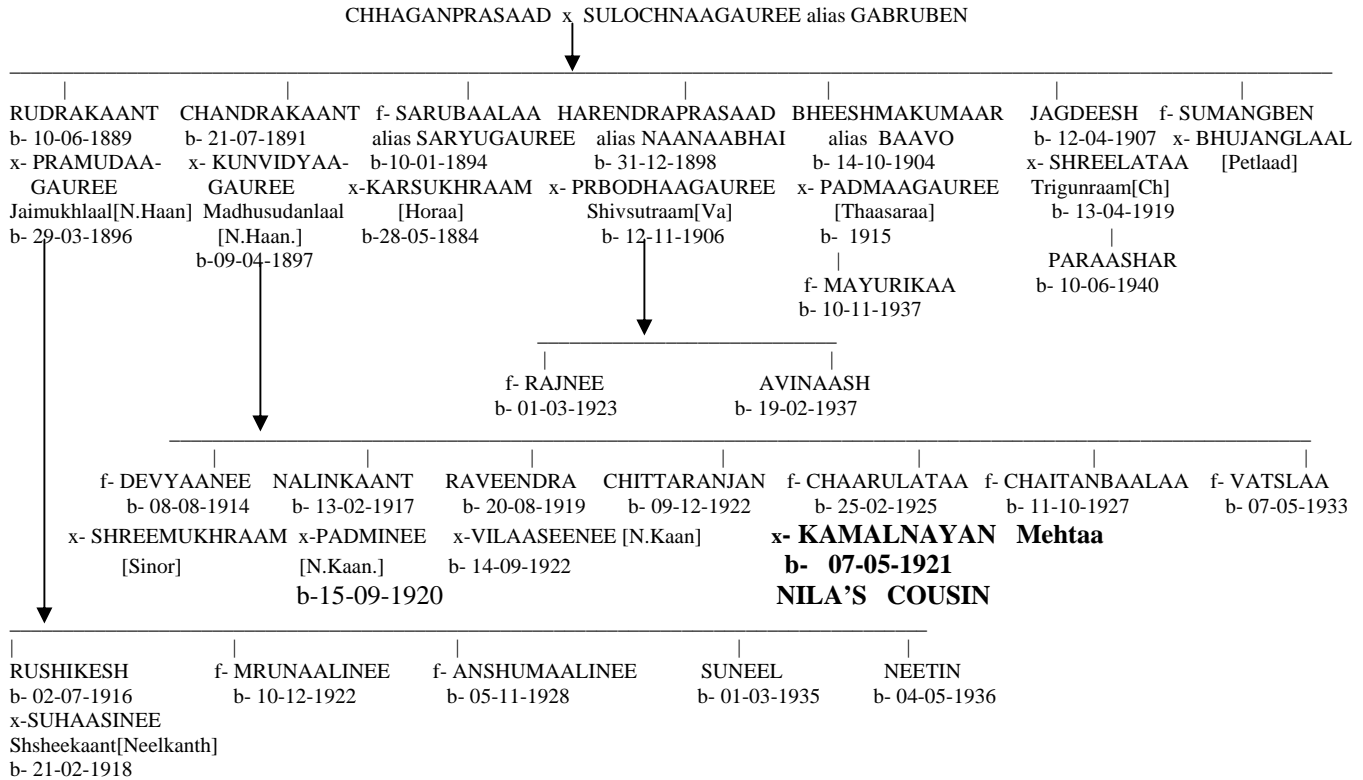 CHHAGANPRASAAD x SULOCHNAAGAUREE alias GABRUBEN
RUDRAKAANT CHANDRAKAANT f- SARUBAALAA HARENDRAPRASAAD BHEESHMAKUMAAR JAGDEESH f- SUMANGBEN
b- 10-06-1889 b- 21-07-1891 alias SARYUGAUREE alias NAANAABHAI alias BAAVO b- 12-04-1907 x- BHUJANGLAAL
x- PRAMUDAA- x- KUNVIDYAA- b-10-01-1894 b- 31-12-1898 b- 14-10-1904 x- SHREELATAA [Petlaad]
GAUREE GAUREE x-KARSUKHRAAM x- PRBODHAAGAUREE x- PADMAAGAUREE Trigunraam[Ch]
Jaimukhlaal[N.Haan] Madhusudanlaal [Horaa] Shivsutraam[Va] [Thaasaraa] b- 13-04-1919
b- 29-03-1896 [N.Haan.] b-28-05-1884 b- 12-11-1906 b- 1915
b-09-04-1897 PARAASHAR
f- MAYURIKAA b- 10-06-1940
b- 10-11-1937
f- RAJNEE AVINAASH
b- 01-03-1923 b- 19-02-1937
f- DEVYAANEE NALINKAANT RAVEENDRA CHITTARANJAN f- CHAARULATAA f- CHAITANBAALAA f- VATSLAA
b- 08-08-1914 b- 13-02-1917 b- 20-08-1919 b- 09-12-1922 b- 25-02-1925 b- 11-10-1927 b- 07-05-1933
x- SHREEMUKHRAAM x-PADMINEE x-VILAASEENEE [N.Kaan] x- KAMALNAYAN Mehtaa
[Sinor] [N.Kaan.] b- 14-09-1922 b- 07-05-1921
b-15-09-1920 NILA'S COUSIN
RUSHIKESH f- MRUNAALINEE f- ANSHUMAALINEE SUNEEL NEETIN
b- 02-07-1916 b- 10-12-1922 b- 05-11-1928 b- 01-03-1935 b- 04-05-1936
x-SUHAASINEE
Shsheekaant[Neelkanth]
b- 21-02-1918